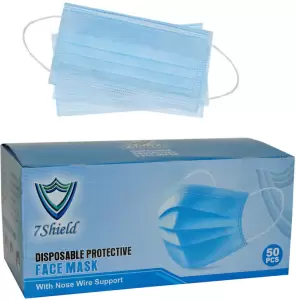 7Shield
DISPOSABLE PROTECTIVE
FACE MASK
With Nose Wire Support
50
PCS